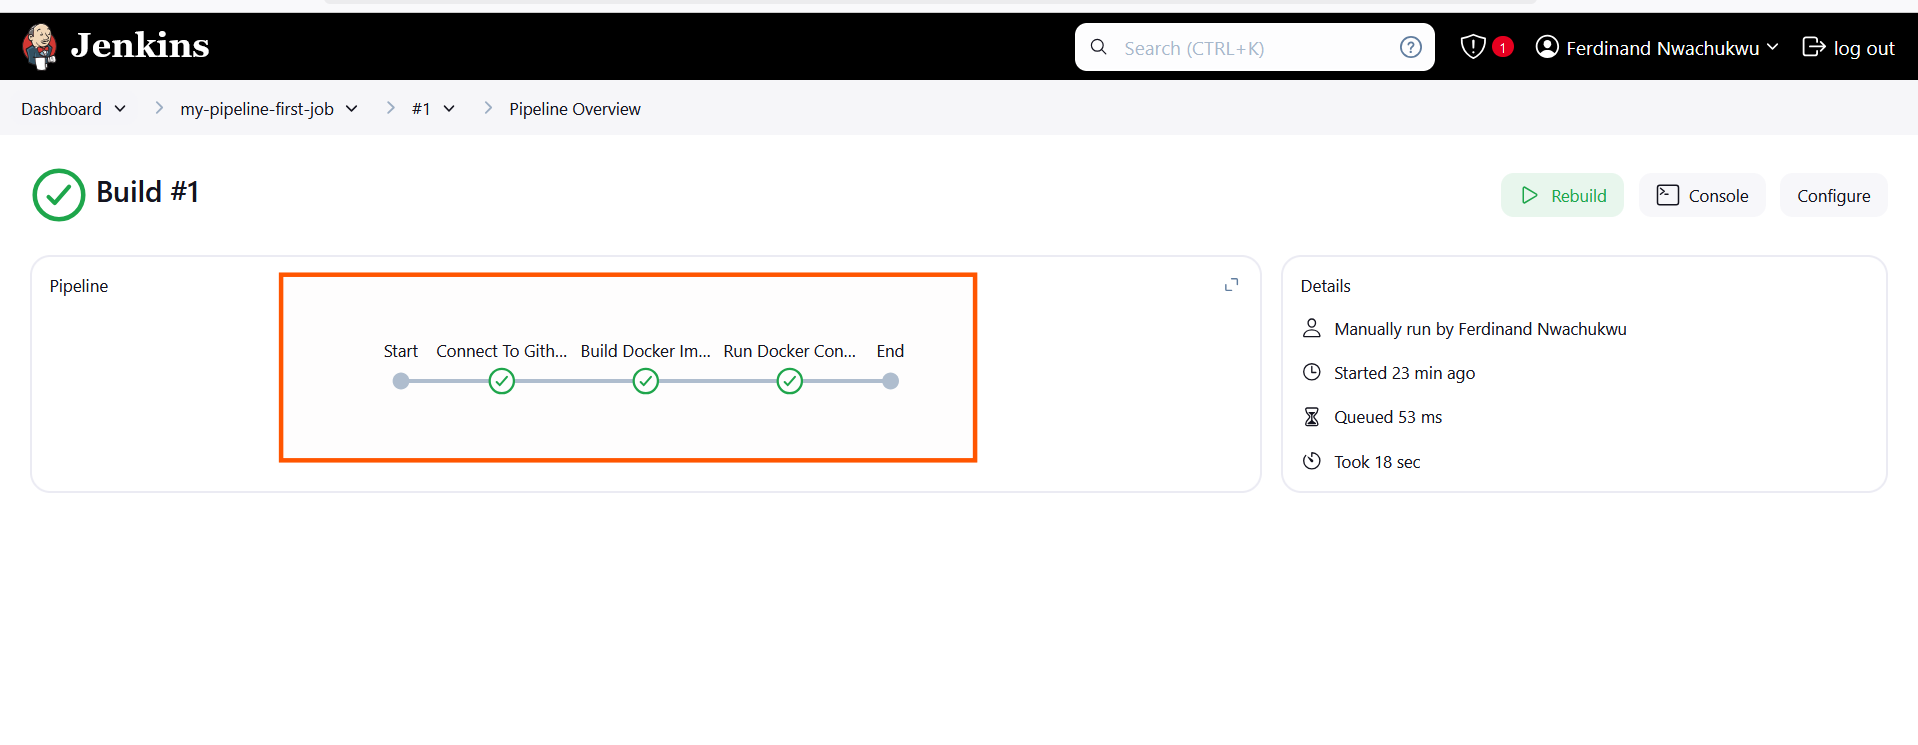 Jenkins
Search (CTRL+K)
1
Ferdinand Nwachukwu
log out
Dashboard
my-pipeline-first-job
#1
Pipeline Overview
Build #1
Rebuild
Console
Configure
Pipeline
Start
Connect To Gith...
Build Docker Im...
Run Docker Con...
End
Details
Manually run by Ferdinand Nwachukwu
Started 23 min ago
Queued 53 ms
Took 18 sec